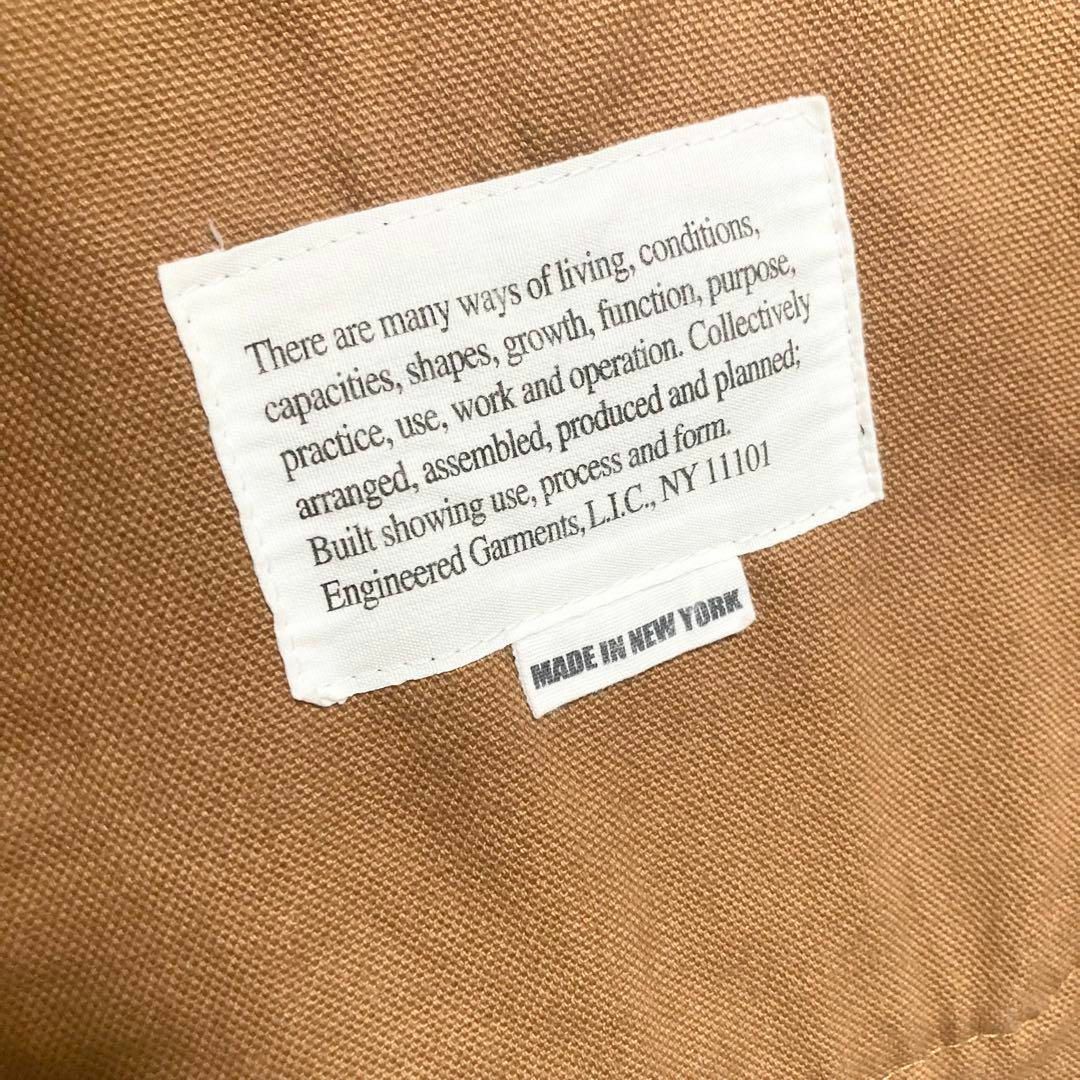 There are many ways of living, conditions,
capacities, shapes, growth, function, purpose,
practice, use, work and operation. Collectively
arranged, assembled, produced and planned;
Built showing use, process and form.
Engineered Garments, L.I.C., NY 11101
MADE IN NEW YORK